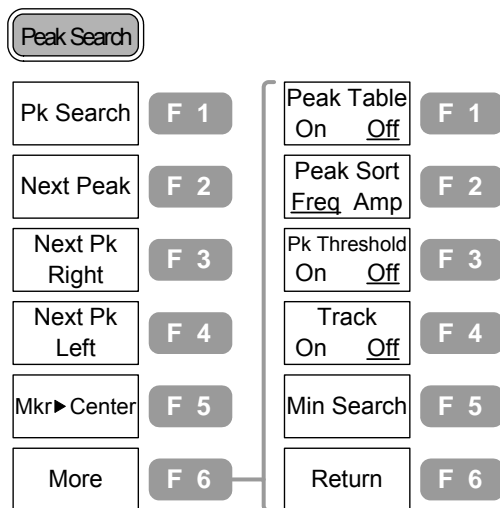 Peak Search
Pk Search F 1
Next Peak F 2
Next Pk
Right F 3
Next Pk
Left F 4
Mkr▶Center F 5
More F 6
Peak Table
On Off F 1
Peak Sort
Freq Amp F 2
Pk Threshold
On Off F 3
Track
On Off F 4
Min Search F 5
Return F 6